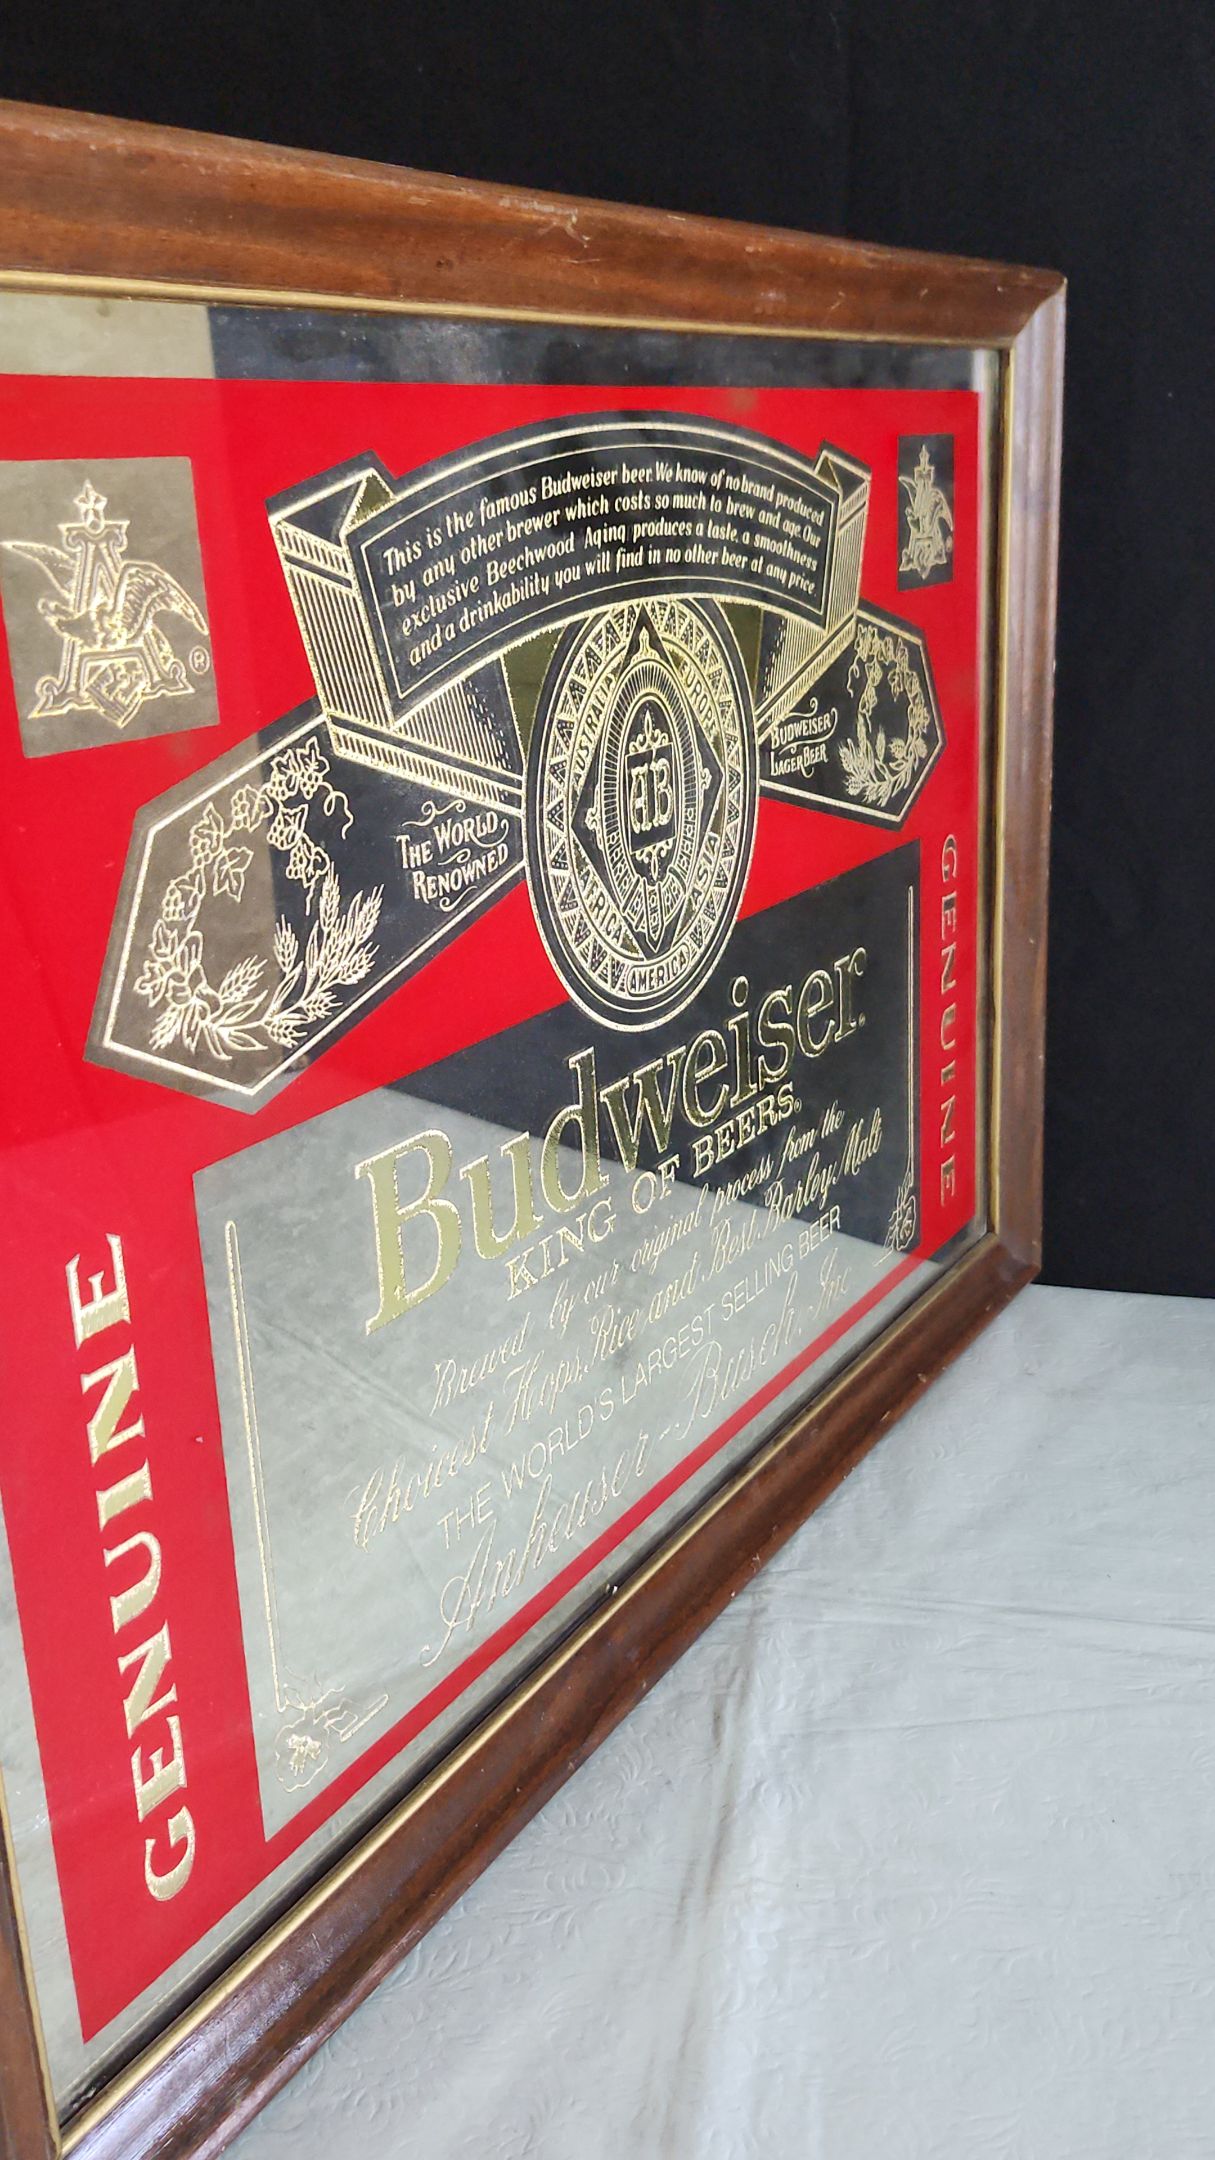 This is the famous Budweiser beer. We know of no brand produced
by any other brewer which costs so much to brew and age. Our
exclusive Beechwood Aging produces a taste, a smoothness
and a drinkability you will find in no other beer at any price.
®
AUSTRALIA
EUROPE
AB
AFRICA
ASIA
AMERICA
THE WORLD
RENOWNED
BUDWEISER
LAGER BEER
GENUINE
GENUINE
Budweiser®
KING OF BEERS®
Brewed by our original process from the
Choicest Hops, Rice and Best Barley Malt
THE WORLD'S LARGEST SELLING BEER
Anheuser-Busch, Inc